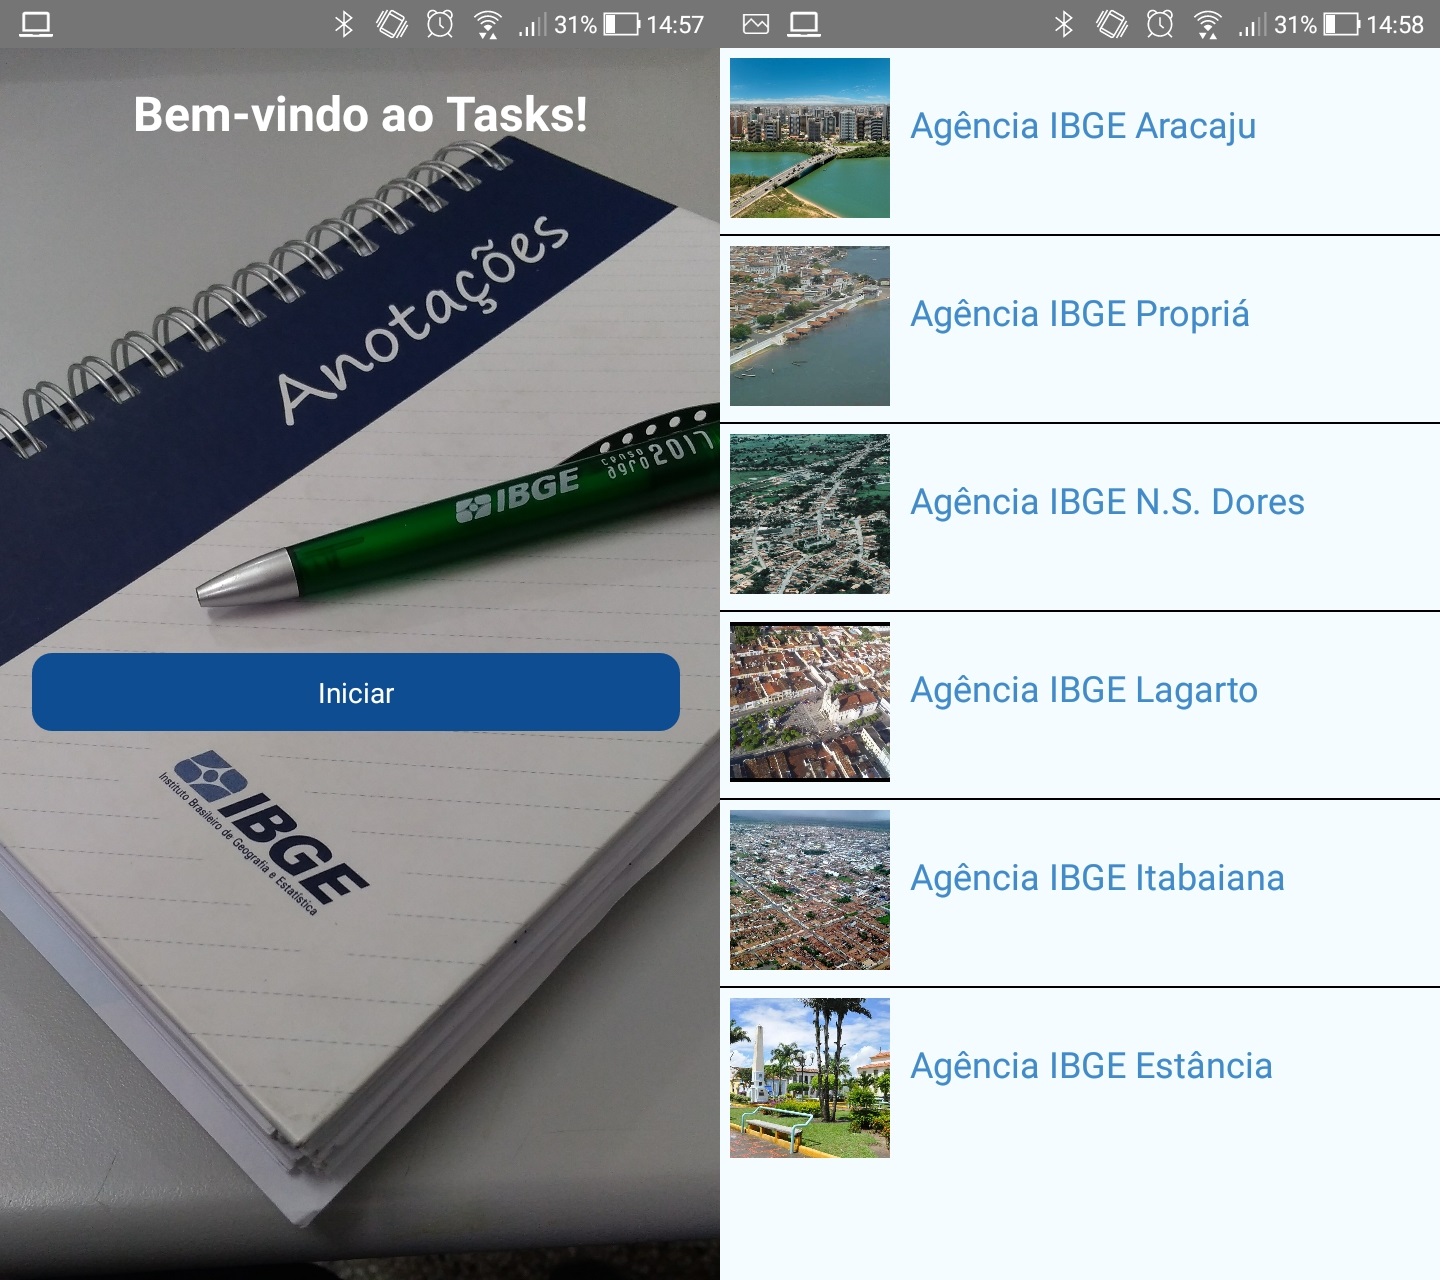 31% 14:57
Bem-vindo ao Tasks!
Anotações
IBGE
censo
agro 2017
Iniciar
IBGE
Instituto Brasileiro de Geografia e Estatística
31% 14:58
Agência IBGE Aracaju
Agência IBGE Propriá
Agência IBGE N.S. Dores
Agência IBGE Lagarto
Agência IBGE Itabaiana
Agência IBGE Estância